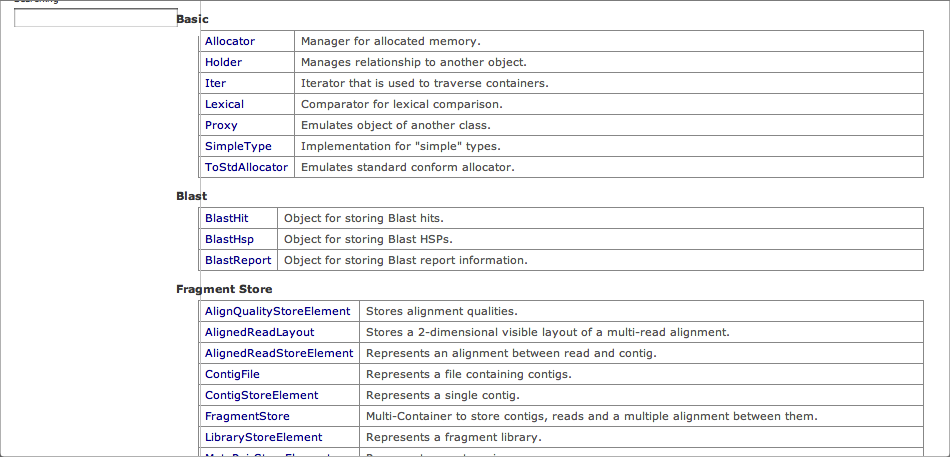 Basic
Allocator Manager for allocated memory.
Holder Manages relationship to another object.
Iter Iterator that is used to traverse containers.
Lexical Comparator for lexical comparison.
Proxy Emulates object of another class.
SimpleType Implementation for "simple" types.
ToStdAllocator Emulates standard conform allocator.
Blast
BlastHit Object for storing Blast hits.
BlastHsp Object for storing Blast HSPs.
BlastReport Object for storing Blast report information.
Fragment Store
AlignQualityStoreElement Stores alignment qualities.
AlignedReadLayout Stores a 2-dimensional visible layout of a multi-read alignment.
AlignedReadStoreElement Represents an alignment between read and contig.
ContigFile Represents a file containing contigs.
ContigStoreElement Represents a single contig.
FragmentStore Multi-Container to store contigs, reads and a multiple alignment between them.
LibraryStoreElement Represents a fragment library.